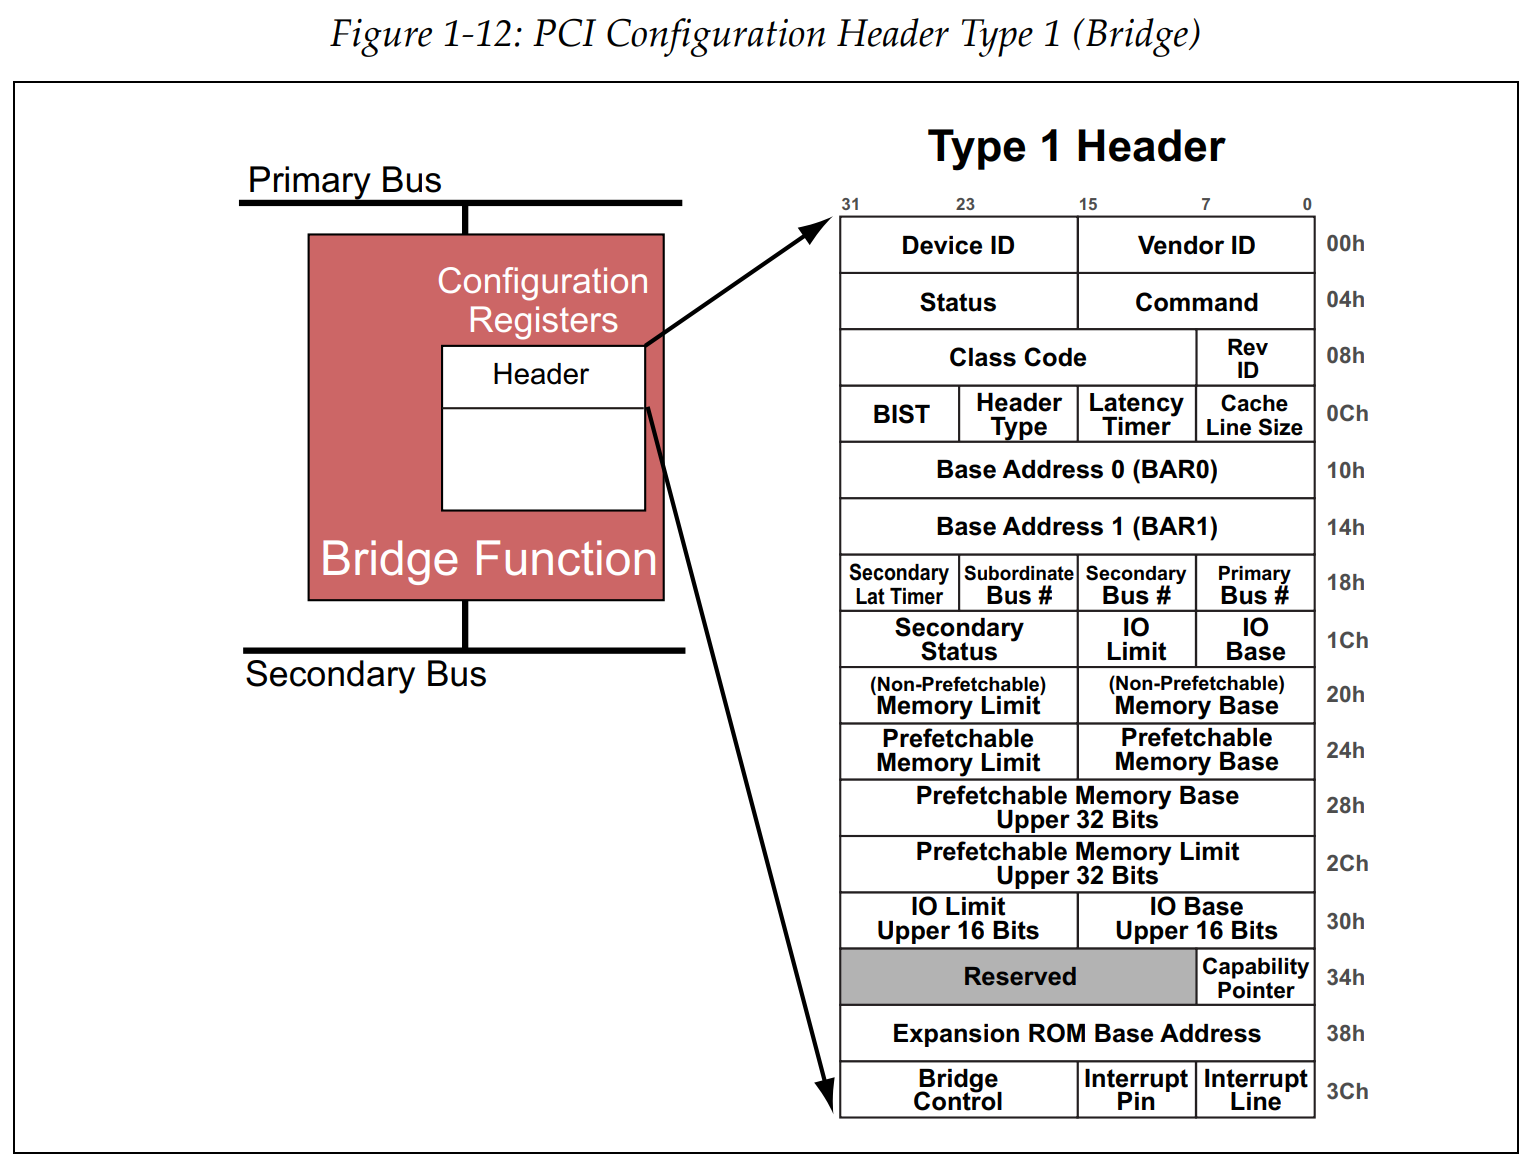 Figure 1-12: PCI Configuration Header Type 1 (Bridge)
Primary Bus
Configuration
Registers
Header
Bridge Function
Secondary Bus
Type 1 Header
31 23 15 7 0
Device ID Vendor ID 00h
Status Command 04h
Class Code Rev ID 08h
BIST Header Type Latency Timer Cache Line Size 0Ch
Base Address 0 (BAR0) 10h
Base Address 1 (BAR1) 14h
Secondary Lat Timer Subordinate Bus # Secondary Bus # Primary Bus # 18h
Secondary Status IO Limit IO Base 1Ch
(Non-Prefetchable) Memory Limit (Non-Prefetchable) Memory Base 20h
Prefetchable Memory Limit Prefetchable Memory Base 24h
Prefetchable Memory Base Upper 32 Bits 28h
Prefetchable Memory Limit Upper 32 Bits 2Ch
IO Limit Upper 16 Bits IO Base Upper 16 Bits 30h
Reserved Capability Pointer 34h
Expansion ROM Base Address 38h
Bridge Control Interrupt Pin Interrupt Line 3Ch